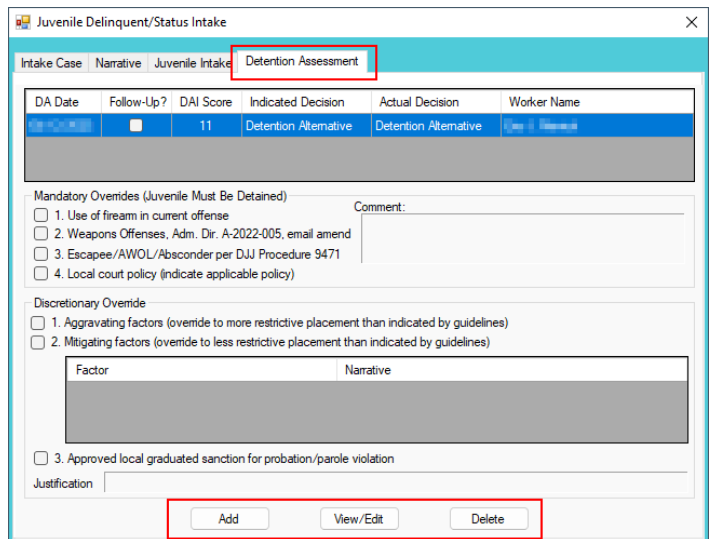 Juvenile Delinquent/Status Intake
Intake Case Narrative Juvenile Intake Detention Assessment
DA Date Follow-Up? DAI Score Indicated Decision Actual Decision Worker Name
11 Detention Alternative Detention Alternative
Mandatory Overrides (Juvenile Must Be Detained)
Comment:
1. Use of firearm in current offense
2. Weapons Offenses, Adm. Dir. A-2022-005, email amend
3. Escapee/AWOL/Absconder per DJJ Procedure 9471
4. Local court policy (indicate applicable policy)
Discretionary Override
1. Aggravating factors (override to more restrictive placement than indicated by guidelines)
2. Mitigating factors (override to less restrictive placement than indicated by guidelines)
Factor Narrative
3. Approved local graduated sanction for probation/parole violation
Justification
Add View/Edit Delete